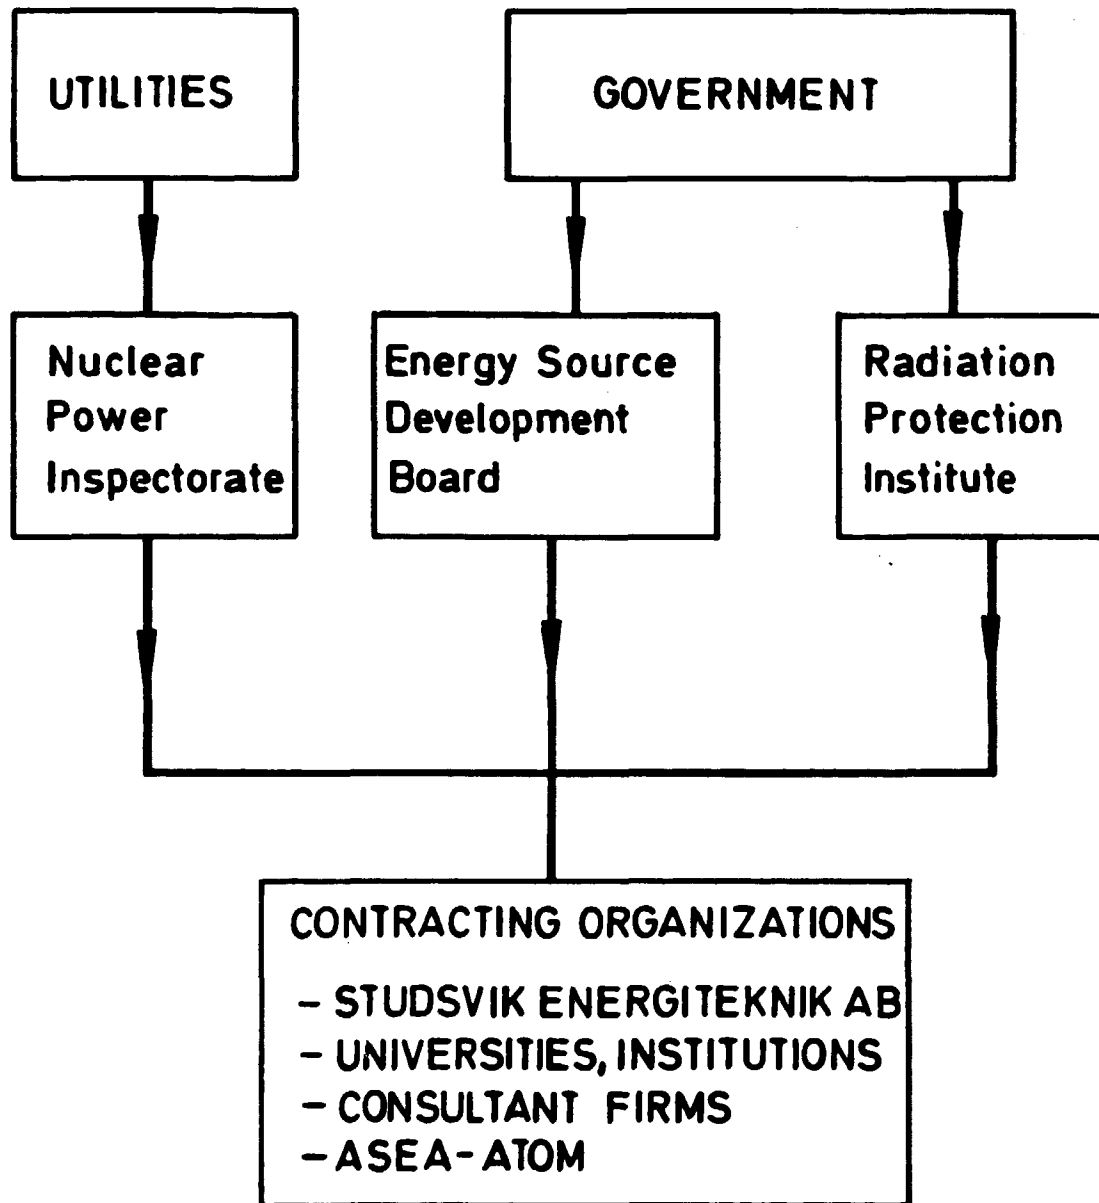 UTILITIES
GOVERNMENT
Nuclear
Power
Inspectorate
Energy Source
Development
Board
Radiation
Protection
Institute
CONTRACTING ORGANIZATIONS
- STUDSVIK ENERGITEKNIK AB
- UNIVERSITIES, INSTITUTIONS
- CONSULTANT FIRMS
- ASEA-ATOM